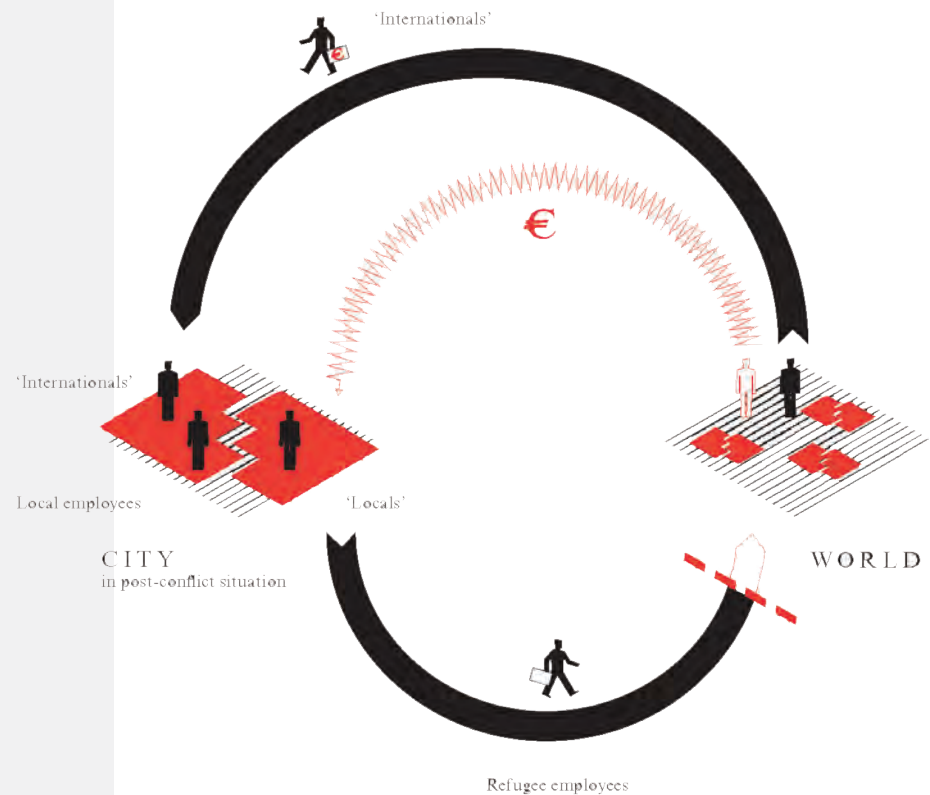 ‘Internationals’
€
€
‘Internationals’
Local employees
‘Locals’
CITY
in post-conflict situation
WORLD
Refugee employees